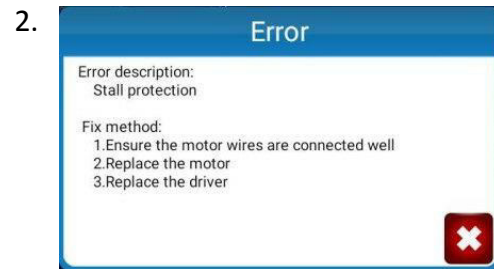 2.
Error
Error description:
Stall protection
Fix method:
1.Ensure the motor wires are connected well
2.Replace the motor
3.Replace the driver